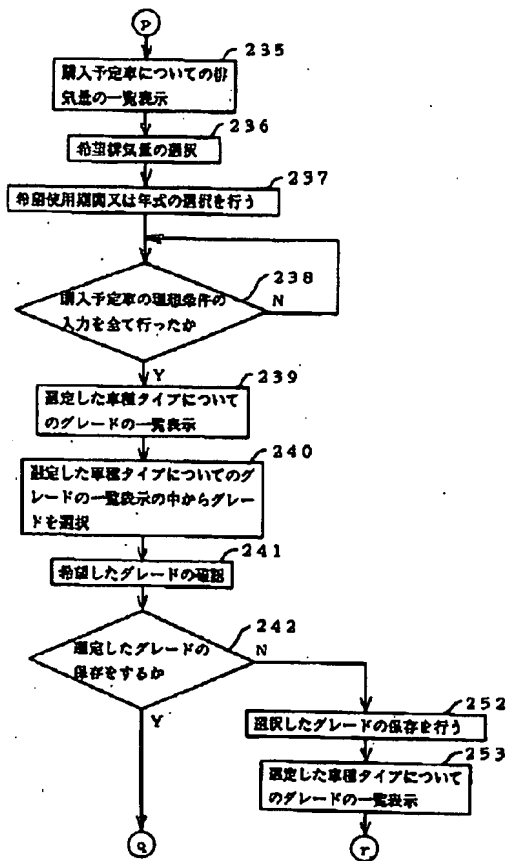 p
235
購入予定車についての排
気量の一覧表示
236
希望排気量の選択
237
希望使用期間又は年式の選択を行う
238
購入予定車の理想条件の
入力を全て行ったか
N
Y
239
選定した車種タイプについて
のグレードの一覧表示
240
選定した車種タイプについてのグ
レードの一覧表示の中からグレー
ドを選択
241
希望したグレードの確認
242
選定したグレードの
保存をするか
N
Y
252
選択したグレードの保存を行う
253
選定した車種タイプについて
のグレードの一覧表示
q
r